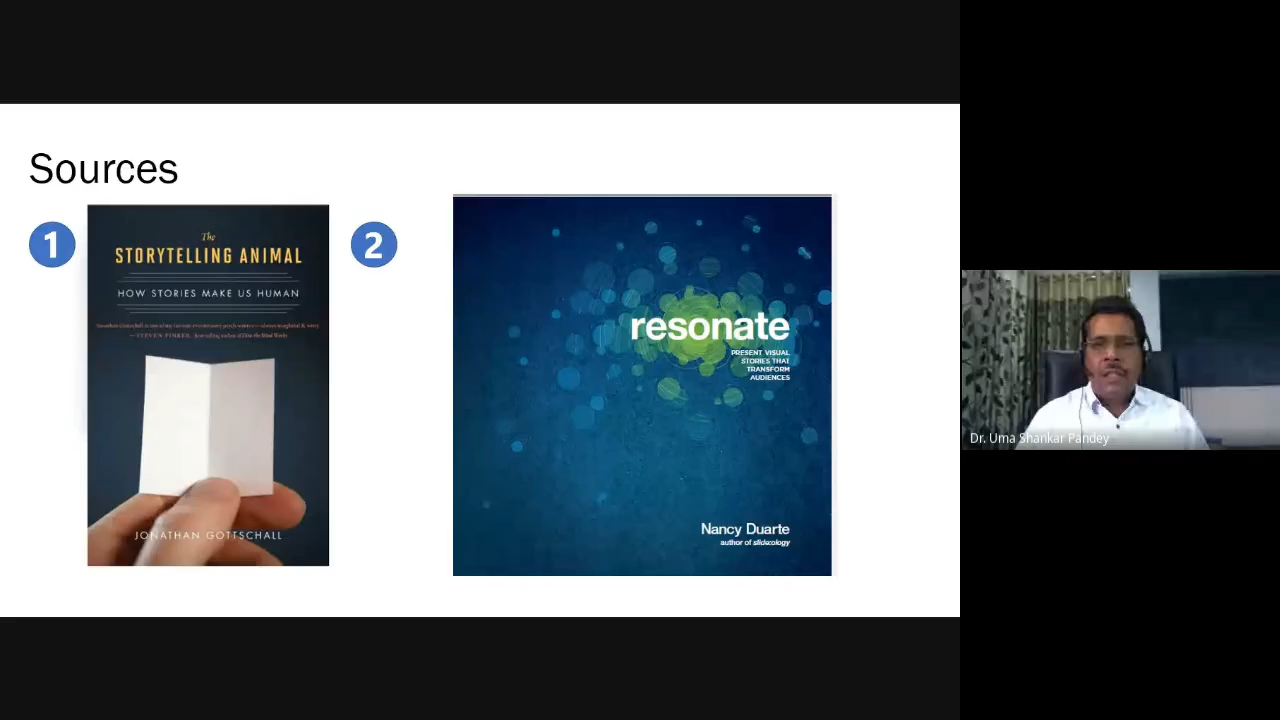 Sources
1
The
STORYTELLING ANIMAL
HOW STORIES MAKE US HUMAN
—STEVEN PINKER,
JONATHAN GOTTSCHALL
2
resonate
PRESENT VISUAL
STORIES THAT
TRANSFORM
AUDIENCES
Nancy Duarte
author of slide:ology
Dr. Uma Shankar Pandey